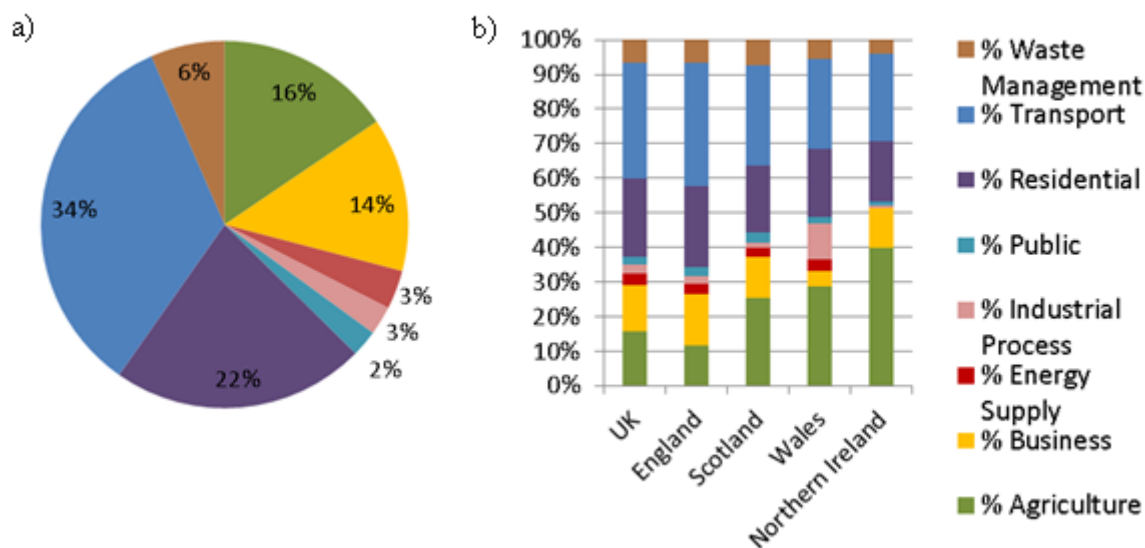 a)
6%
16%
14%
34%
3%
3%
2%
22%
b)
100%
90%
80%
70%
60%
50%
40%
30%
20%
10%
0%
UK
England
Scotland
Wales
Northern Ireland
% Waste
Management
% Transport
% Residential
% Public
% Industrial
Process
% Energy
Supply
% Business
% Agriculture